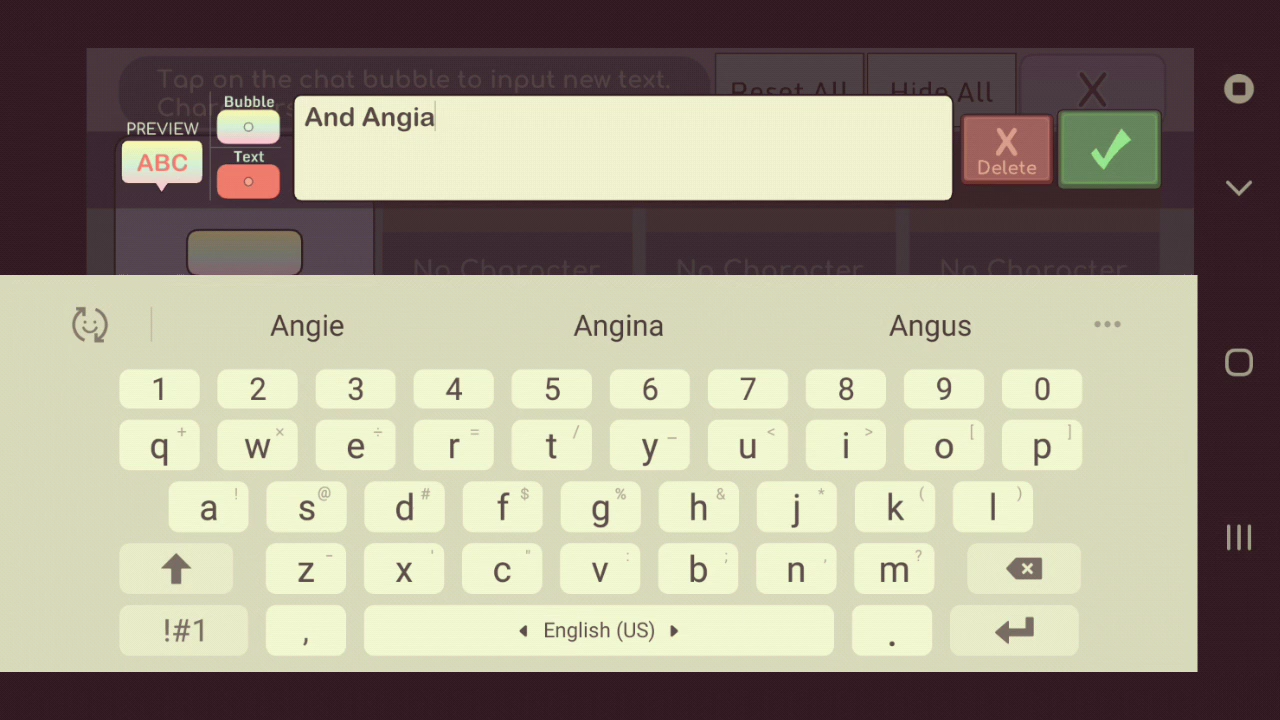 Tap on the chat bubble to input new text.
Reset All
Hide All
X
Bubble
PREVIEW
ABC
Text
And Angia
X
Delete
No Character
No Character
No Character
Angie
Angina
Angus
1 2 3 4 5 6 7 8 9 0
q + w × e ÷ r = t / y _ u < i > o [ p ]
a ! s @ d # f $ g % h & j * k ( l )
z - x ' c " v : b ; n , m ?
!#1 , English (US) .